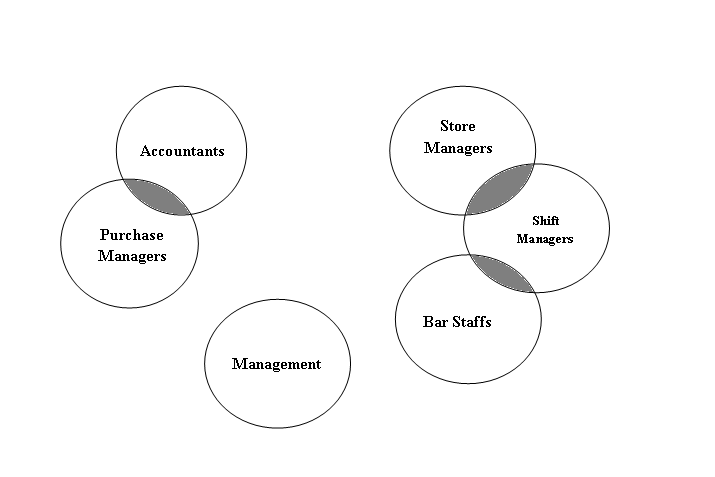 Accountants
Purchase
Managers
Store
Managers
Shift
Managers
Bar Staffs
Management